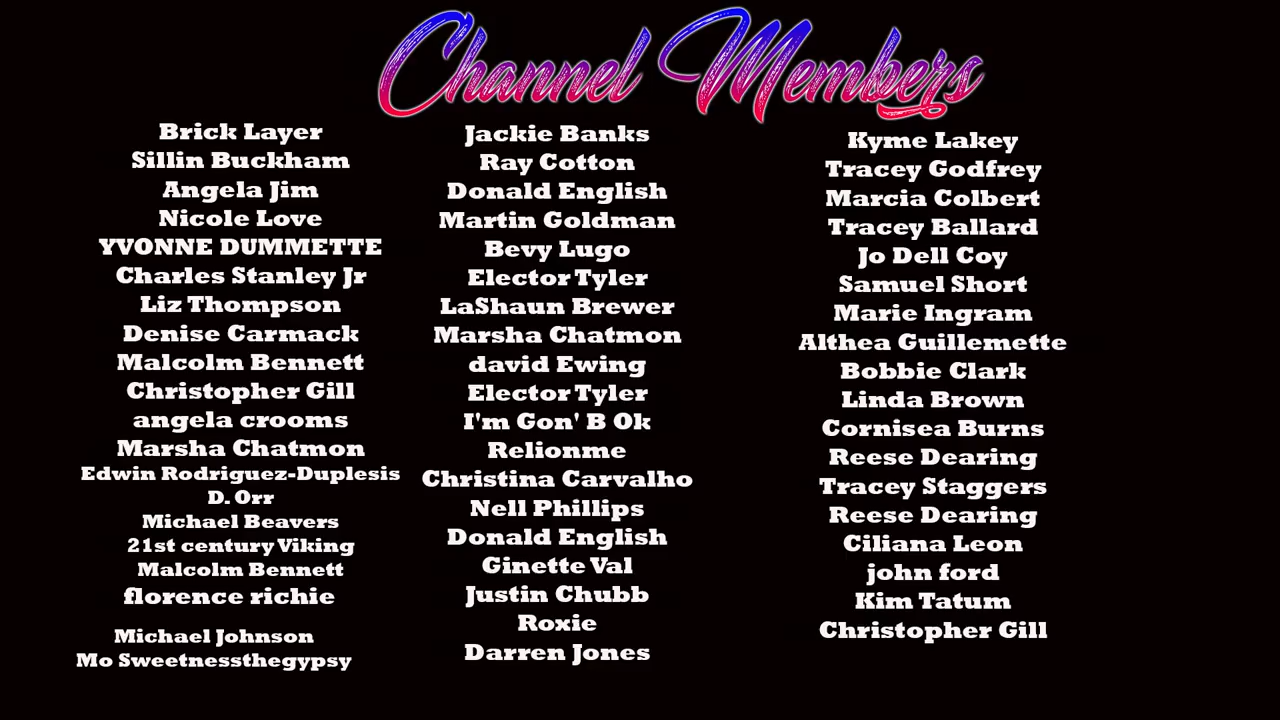 Channel Members
Brick Layer
Sillin Buckham
Angela Jim
Nicole Love
YVONNE DUMMETTE
Charles Stanley Jr
Liz Thompson
Denise Carmack
Malcolm Bennett
Christopher Gill
angela crooms
Marsha Chatmon
Edwin Rodriguez-Duplesis
D. Orr
Michael Beavers
21st century Viking
Malcolm Bennett
florence richie
Michael Johnson
Mo Sweetnessthegypsy
Jackie Banks
Ray Cotton
Donald English
Martin Goldman
Bevy Lugo
Elector Tyler
LaShaun Brewer
Marsha Chatmon
david Ewing
Elector Tyler
I'm Gon' B Ok
Relionme
Christina Carvalho
Nell Phillips
Donald English
Ginette Val
Justin Chubb
Roxie
Darren Jones
Kyme Lakey
Tracey Godfrey
Marcia Colbert
Tracey Ballard
Jo Dell Coy
Samuel Short
Marie Ingram
Althea Guillemette
Bobbie Clark
Linda Brown
Cornisea Burns
Reese Dearing
Tracey Staggers
Reese Dearing
Ciliana Leon
john ford
Kim Tatum
Christopher Gill